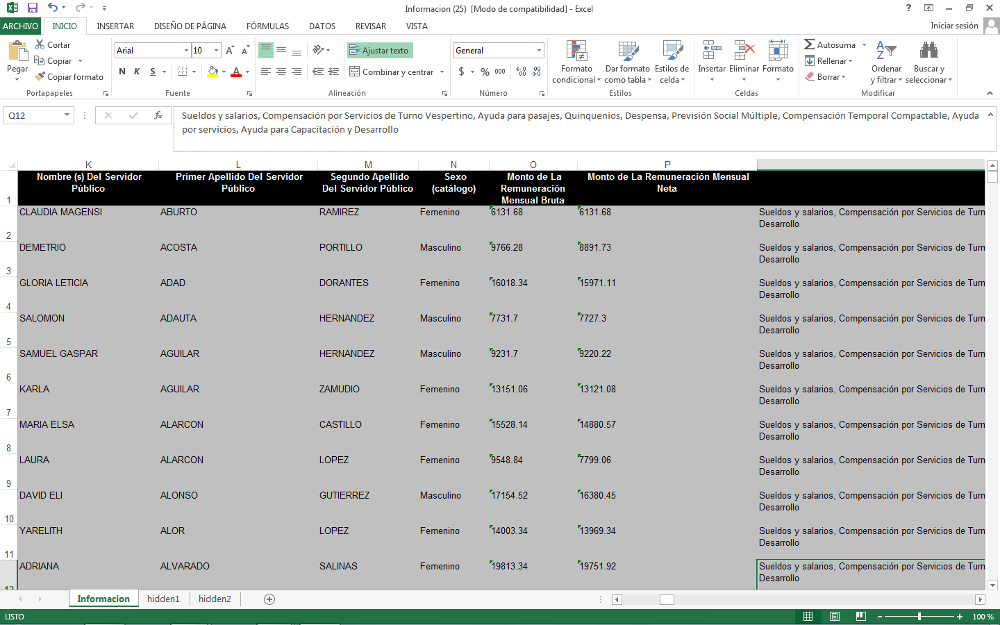 Informacion (25) [Modo de compatibilidad] - Excel
ARCHIVO INICIO INSERTAR DISEÑO DE PÁGINA FÓRMULAS DATOS REVISAR VISTA Iniciar sesión
Pegar Cortar Copiar Copiar formato Portapapeles
Arial 10 N K S Fuente
Ajustar texto Combinar y centrar Alineación
General $ % 000 Número
Formato condicional Dar formato como tabla Estilos de celda Estilos
Insertar Eliminar Formato Celdas
Autosuma Rellenar Borrar Ordenar y filtrar Buscar y seleccionar Modificar
Q12 fx Sueldos y salarios, Compensación por Servicios de Turno Vespertino, Ayuda para pasajes, Quinquenios, Despensa, Previsión Social Múltiple, Compensación Temporal Compactable, Ayuda
por servicios, Ayuda para Capacitación y Desarrollo
K L M N O P
1 Nombre (s) Del Servidor Público Primer Apellido Del Servidor Público Segundo Apellido Del Servidor Público Sexo (catálogo) Monto de La Remuneración Mensual Bruta Monto de La Remuneración Mensual Neta
2 CLAUDIA MAGENSI ABURTO RAMIREZ Femenino 6131.68 6131.68 Sueldos y salarios, Compensación por Servicios de Turn
Desarrollo
3 DEMETRIO ACOSTA PORTILLO Masculino 9766.28 8891.73 Sueldos y salarios, Compensación por Servicios de Turn
Desarrollo
4 GLORIA LETICIA ADAD DORANTES Femenino 16018.34 15971.11 Sueldos y salarios, Compensación por Servicios de Turn
Desarrollo
5 SALOMON ADAUTA HERNANDEZ Masculino 7731.7 7727.3 Sueldos y salarios, Compensación por Servicios de Turn
Desarrollo
6 SAMUEL GASPAR AGUILAR HERNANDEZ Masculino 9231.7 9220.22 Sueldos y salarios, Compensación por Servicios de Turn
Desarrollo
7 KARLA AGUILAR ZAMUDIO Femenino 13151.06 13121.08 Sueldos y salarios, Compensación por Servicios de Turn
Desarrollo
8 MARIA ELSA ALARCON CASTILLO Femenino 15528.14 14880.57 Sueldos y salarios, Compensación por Servicios de Turn
Desarrollo
9 LAURA ALARCON LOPEZ Femenino 9548.84 7799.06 Sueldos y salarios, Compensación por Servicios de Turn
Desarrollo
10 DAVID ELI ALONSO GUTIERREZ Masculino 17154.52 16380.45 Sueldos y salarios, Compensación por Servicios de Turn
Desarrollo
11 YARELITH ALOR LOPEZ Femenino 14003.34 13969.34 Sueldos y salarios, Compensación por Servicios de Turn
Desarrollo
12 ADRIANA ALVARADO SALINAS Femenino 19813.34 19751.92 Sueldos y salarios, Compensación por Servicios de Turn
Desarrollo
Informacion hidden1 hidden2
LISTO 100 %